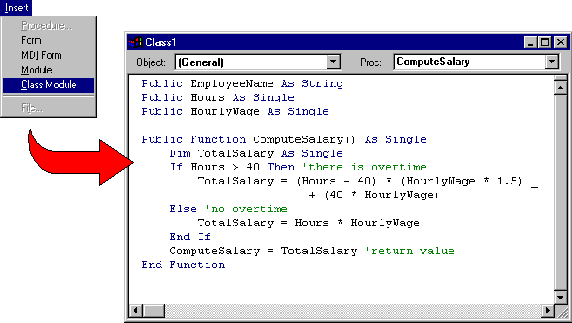 Insert
Procedure...
Form
MDI Form
Module
Class Module
File...
Class1
Object: (General) Proc: ComputeSalary
Public EmployeeName As String
Public Hours As Single
Public HourlyWage As Single
Public Function ComputeSalary() As Single
Dim TotalSalary As Single
If Hours > 40 Then 'there is overtime
TotalSalary = (Hours - 40) * (HourlyWage * 1.5) _
+ (40 * HourlyWage)
Else 'no overtime
TotalSalary = Hours * HourlyWage
End If
ComputeSalary = TotalSalary 'return value
End Function